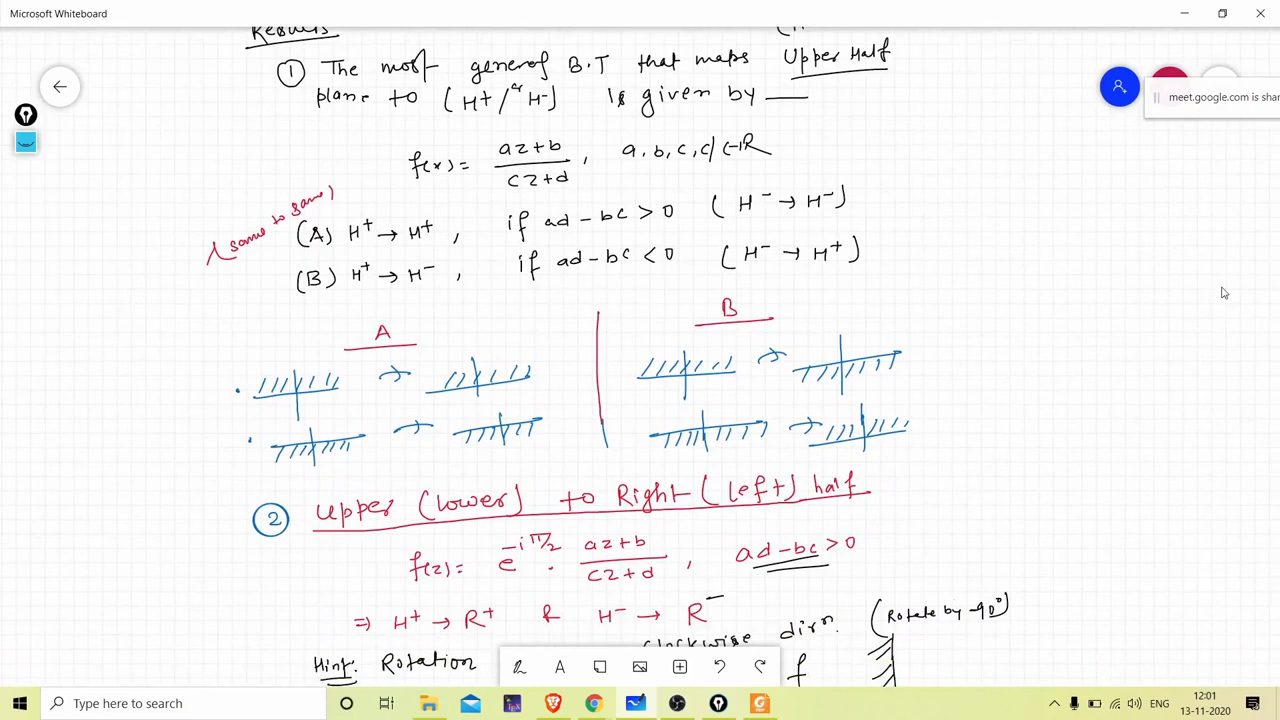 Microsoft Whiteboard
Results
① The most general B.T that maps Upper Half
plane to [H+/or H-] is given by —
meet.google.com is shar
f(x) = az+b / cz+d , a, b, c, d ∈ R
(same to same)
(A) H+ → H+ , if ad - bc > 0 (H- → H-)
(B) H+ → H- , if ad - bc < 0 (H- → H+)
A
B
② Upper (lower) to Right (left) half
f(z) = e^{-iπ/2} . az+b / cz+d , ad-bc > 0
⇒ H+ → R+ & H- → R-
clockwise dirn. (Rotate by -90°)
Hint: Rotation
f
Type here to search
ENG
12:01
13-11-2020